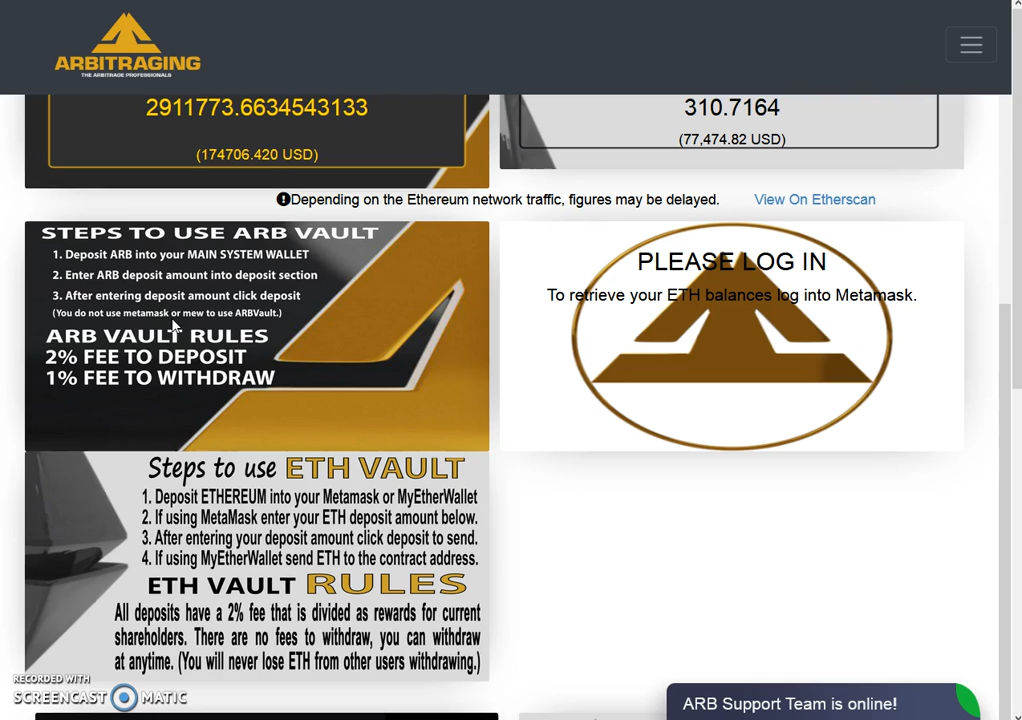 ARBITRAGING
THE ARBITRAGE PROFESSIONALS
2911773.6634543133
(174706.420 USD)
310.7164
(77,474.82 USD)
Depending on the Ethereum network traffic, figures may be delayed. View On Etherscan
STEPS TO USE ARB VAULT
1. Deposit ARB into your MAIN SYSTEM WALLET
2. Enter ARB deposit amount into deposit section
3. After entering deposit amount click deposit
(You do not use metamask or mew to use ARBVault.)
ARB VAULT RULES
2% FEE TO DEPOSIT
1% FEE TO WITHDRAW
PLEASE LOG IN
To retrieve your ETH balances log into Metamask.
Steps to use ETH VAULT
1. Deposit ETHEREUM into your Metamask or MyEtherWallet
2. If using MetaMask enter your ETH deposit amount below.
3. After entering your deposit amount click deposit to send.
4. If using MyEtherWallet send ETH to the contract address.
ETH VAULT RULES
All deposits have a 2% fee that is divided as rewards for current
shareholders. There are no fees to withdraw, you can withdraw
at anytime. (You will never lose ETH from other users withdrawing.)
RECORDED WITH
SCREENCAST MATIC
ARB Support Team is online!